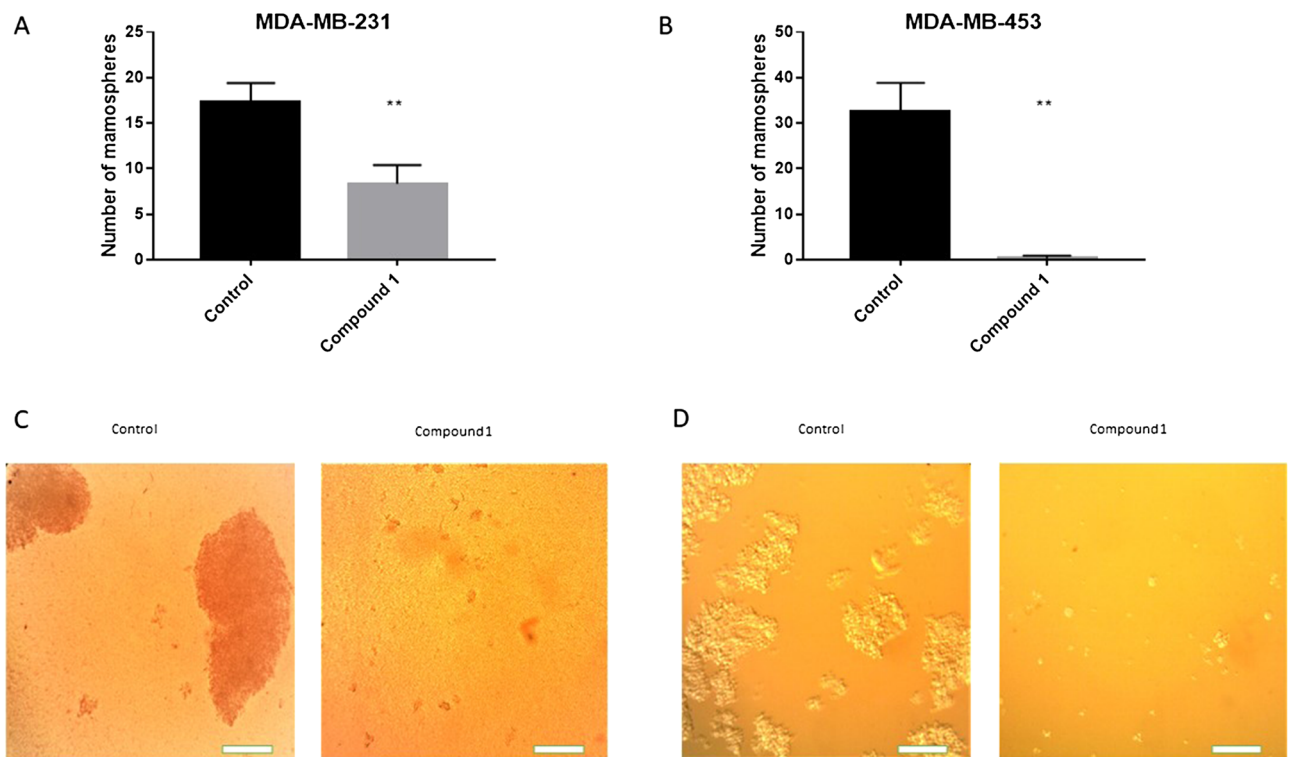 A
MDA-MB-231
Number of mamospheres
25
20
15
10
5
0
**
Control
Compound 1
B
MDA-MB-453
Number of mamospheres
50
40
30
20
10
0
**
Control
Compound 1
C
Control
Compound1
D
Control
Compound1